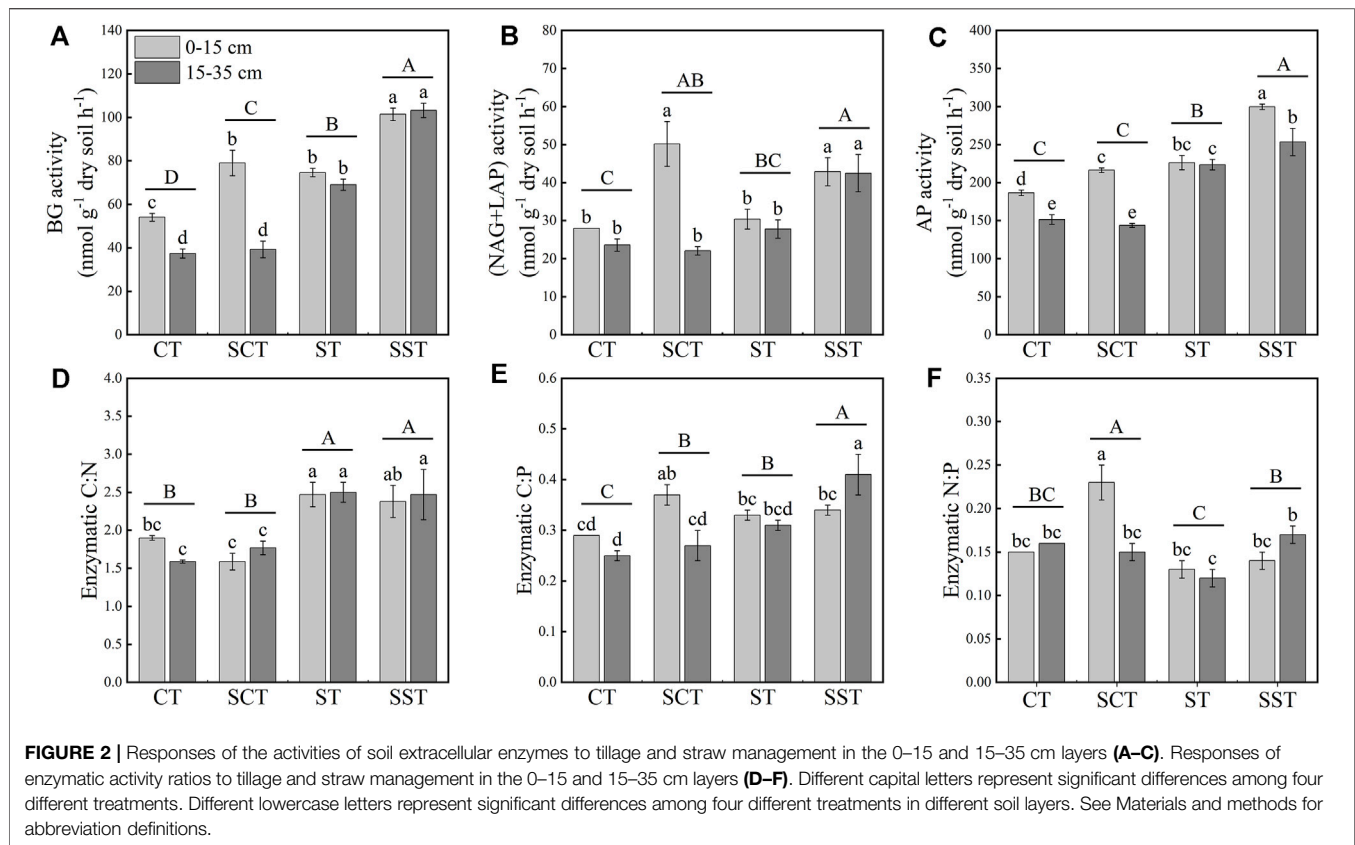 A
0-15 cm
15-35 cm
BG activity
(nmol g⁻¹ dry soil h⁻¹)
140
120
100
80
60
40
20
0
D
C
B
A
c
d
b
d
b
b
a
a
CT
SCT
ST
SST
B
(NAG+LAP) activity
(nmol g⁻¹ dry soil h⁻¹)
80
70
60
50
40
30
20
10
0
C
AB
BC
A
b
b
a
b
b
b
a
a
CT
SCT
ST
SST
C
AP activity
(nmol g⁻¹ dry soil h⁻¹)
400
350
300
250
200
150
100
50
0
C
C
B
A
d
e
c
e
bc
c
a
b
CT
SCT
ST
SST
D
Enzymatic C:N
4.0
3.5
3.0
2.5
2.0
1.5
1.0
0.5
0.0
B
B
A
A
bc
c
c
c
a
a
ab
a
CT
SCT
ST
SST
E
Enzymatic C:P
0.6
0.5
0.4
0.3
0.2
0.1
0.0
C
B
B
A
cd
d
ab
cd
bc
bcd
bc
a
CT
SCT
ST
SST
F
Enzymatic N:P
0.35
0.30
0.25
0.20
0.15
0.10
0.05
0.00
BC
A
C
B
bc
bc
a
bc
bc
c
bc
b
CT
SCT
ST
SST
FIGURE 2 | Responses of the activities of soil extracellular enzymes to tillage and straw management in the 0–15 and 15–35 cm layers (A–C). Responses of
enzymatic activity ratios to tillage and straw management in the 0–15 and 15–35 cm layers (D–F). Different capital letters represent significant differences among four
different treatments. Different lowercase letters represent significant differences among four different treatments in different soil layers. See Materials and methods for
abbreviation definitions.